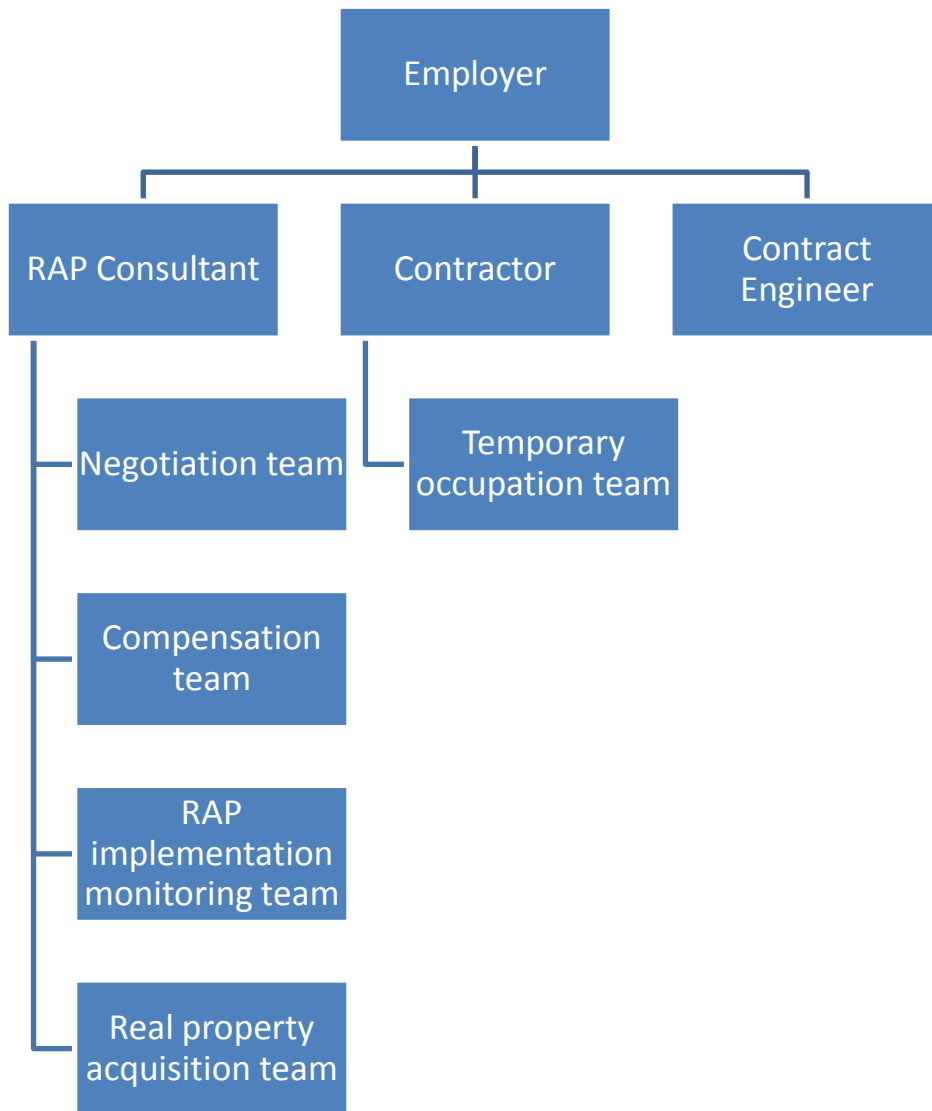 Employer
RAP Consultant
Contractor
Contract
Engineer
Negotiation team
Temporary
occupation team
Compensation
team
RAP
implementation
monitoring team
Real property
acquisition team